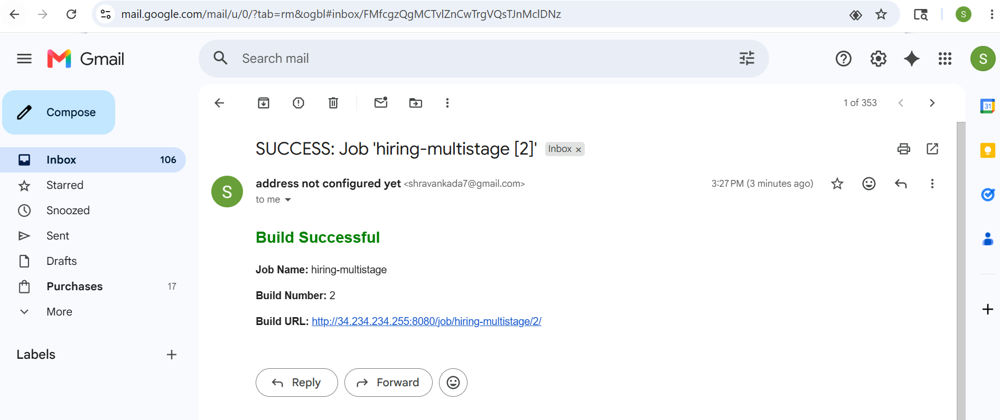 mail.google.com/mail/u/0/?tab=rm&ogbl#inbox/FMfcgzQgMCTvlZnCwTrgVQsTJnMclDNz
S
Gmail
Search mail
S
Compose
1 of 353
31
Inbox 106
Starred
Snoozed
Sent
Drafts
Purchases 17
More
Labels
SUCCESS: Job 'hiring-multistage [2]' Inbox ×
S
address not configured yet <shravankada7@gmail.com> 3:27 PM (3 minutes ago)
to me
Build Successful
Job Name: hiring-multistage
Build Number: 2
Build URL: http://34.234.234.255:8080/job/hiring-multistage/2/
Reply
Forward